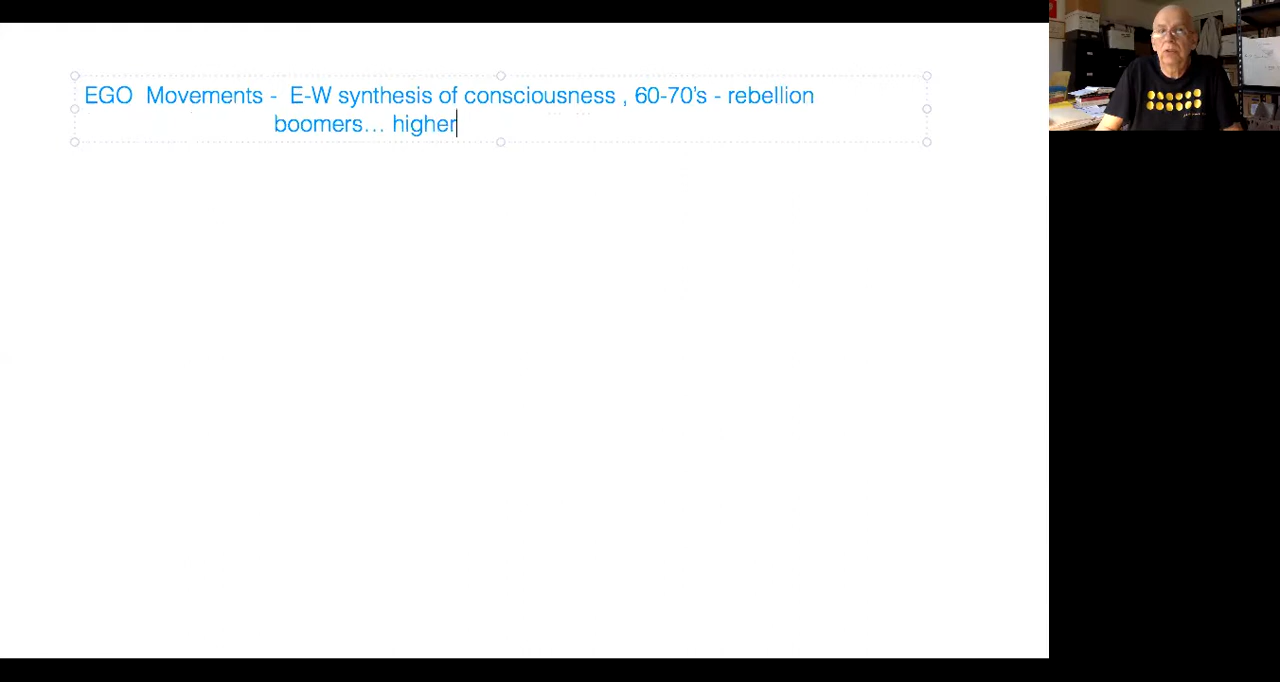 EGO  Movements -  E-W synthesis of consciousness , 60-70's - rebellion
boomers... higher